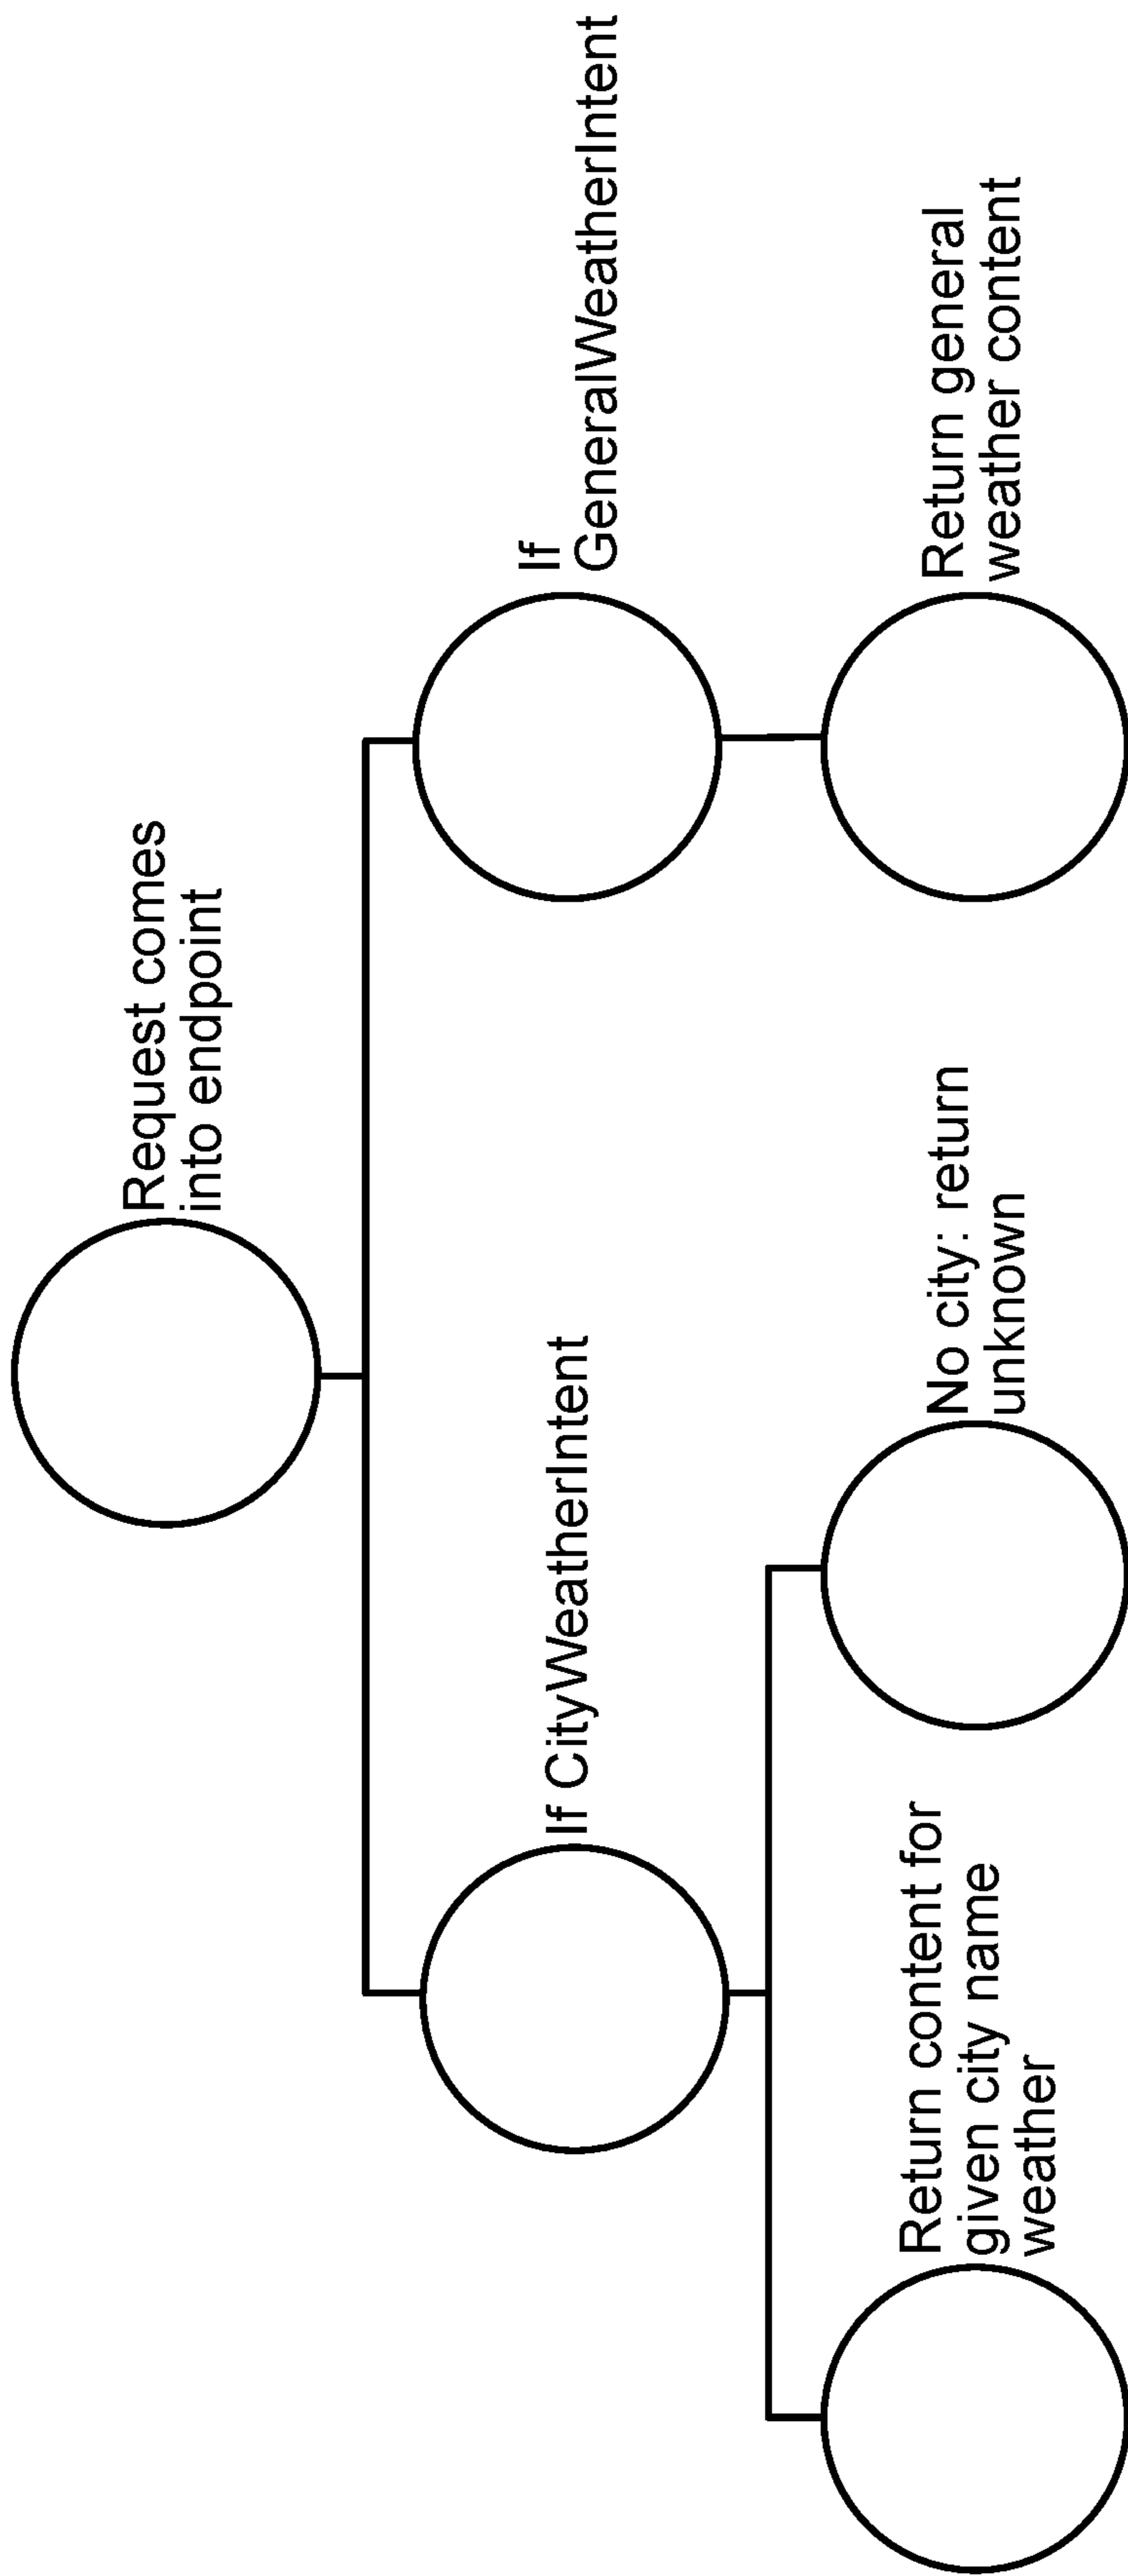 Request comes
into endpoint
If CityWeatherIntent
If
GeneralWeatherIntent
Return content for
given city name
weather
No city: return
unknown
Return general
weather content